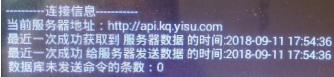 ---------连接信息----------
当前服务器地址：http://api.kq.yisu.com
最近一次成功获取到 服务器数据 的时间:2018-09-11 17:54:36
最近一次成功 给服务器发送数据 的时间:2018-09-11 17:54:36
数据库未发送命令的条数：0